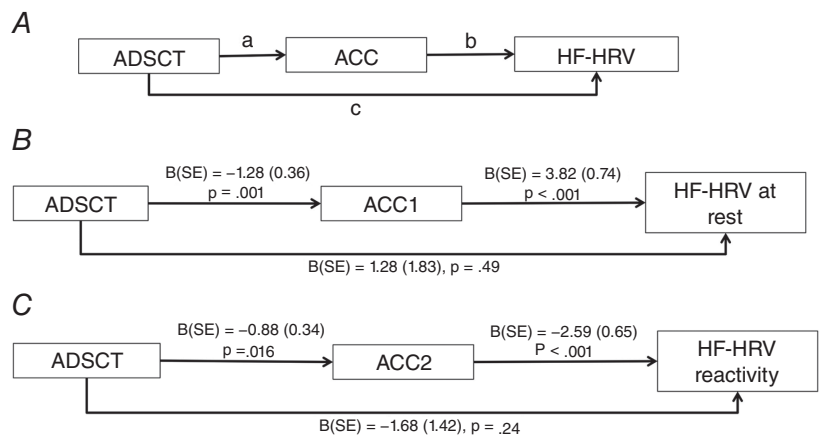 A
a
b
ADSCT
ACC
HF-HRV
c
B
B(SE) = −1.28 (0.36)
p = .001
B(SE) = 3.82 (0.74)
p < .001
ADSCT
ACC1
HF-HRV at
rest
B(SE) = 1.28 (1.83), p = .49
C
B(SE) = −0.88 (0.34)
p =.016
B(SE) = −2.59 (0.65)
P < .001
ADSCT
ACC2
HF-HRV
reactivity
B(SE) = −1.68 (1.42), p = .24